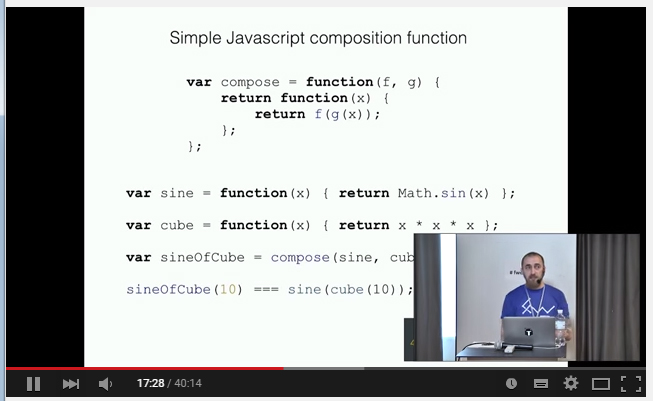 Simple Javascript composition function
var compose = function(f, g) {
return function(x) {
return f(g(x));
};
};
var sine = function(x) { return Math.sin(x) };
var cube = function(x) { return x * x * x };
var sineOfCube = compose(sine, cub
sineOfCube(10) === sine(cube(10));
17:28 / 40:14